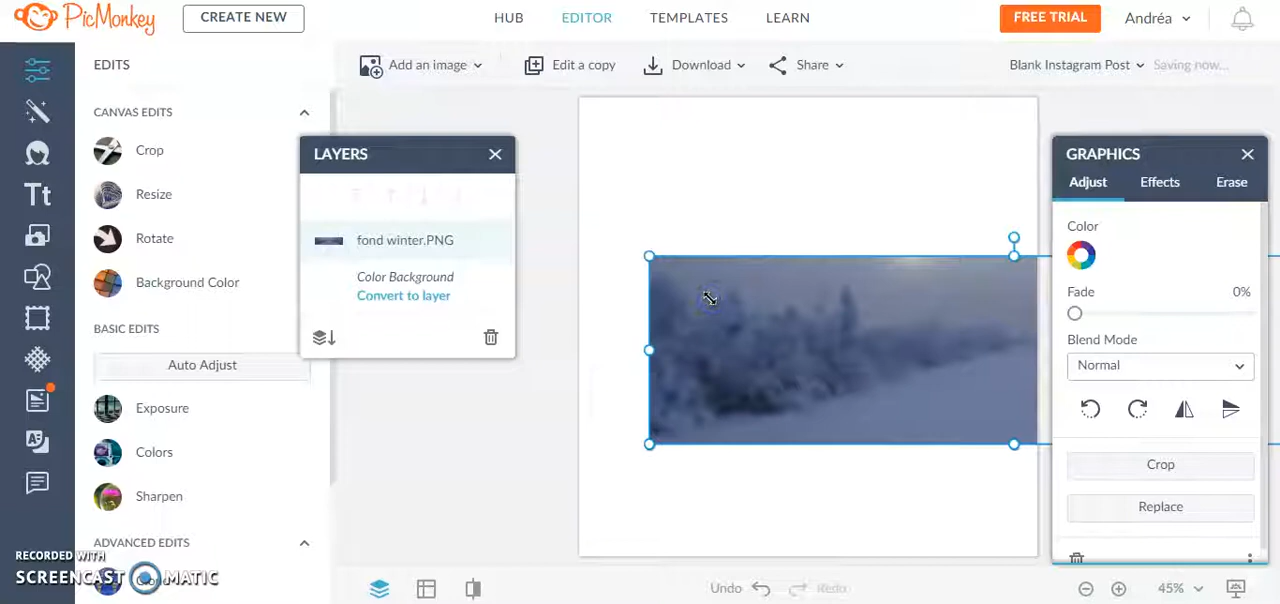 PicMonkey
CREATE NEW
HUB
EDITOR
TEMPLATES
LEARN
FREE TRIAL
Andréa
Add an image
Edit a copy
Download
Share
Blank Instagram Post
Saving now...
EDITS
CANVAS EDITS
Crop
Resize
Rotate
Background Color
BASIC EDITS
Auto Adjust
Exposure
Colors
Sharpen
ADVANCED EDITS
Tt
LAYERS
fond winter.PNG
Color Background
Convert to layer
GRAPHICS
Adjust
Effects
Erase
Color
Fade
0%
Blend Mode
Normal
Crop
Replace
Undo
Redo
45%
RECORDED WITH
SCREENCAST MATIC